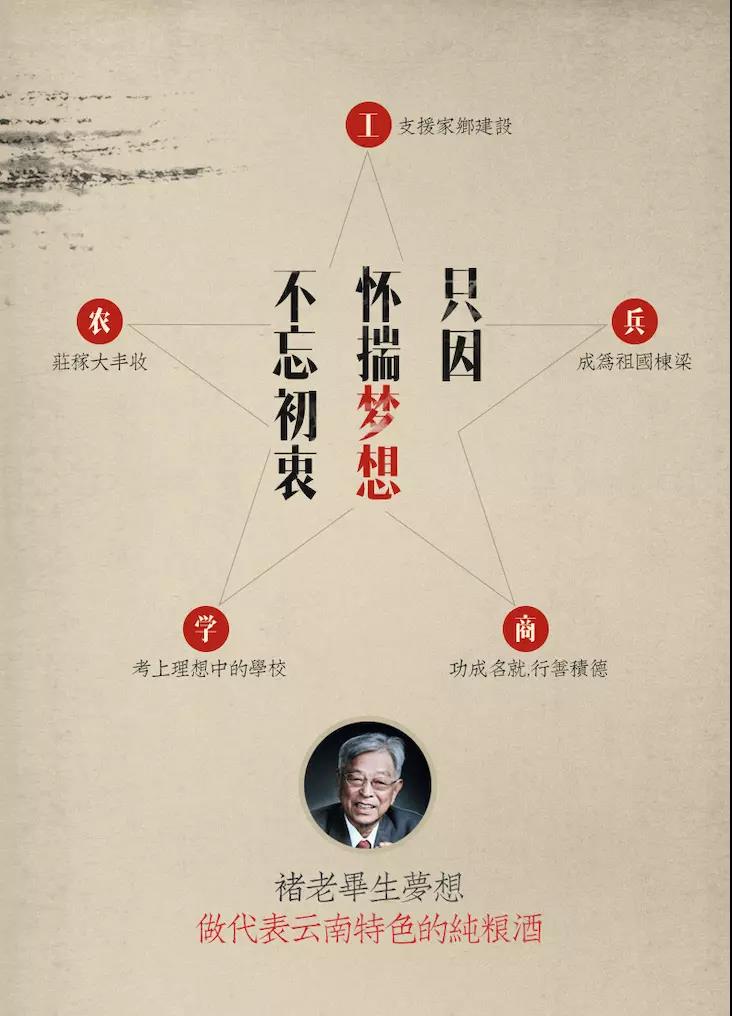 工
支援家鄉建設
只因
怀揣梦想
不忘初衷
农
莊稼大丰收
兵
成爲祖國棟梁
学
考上理想中的學校
商
功成名就,行善積德
褚老畢生夢想
做代表云南特色的純粮酒